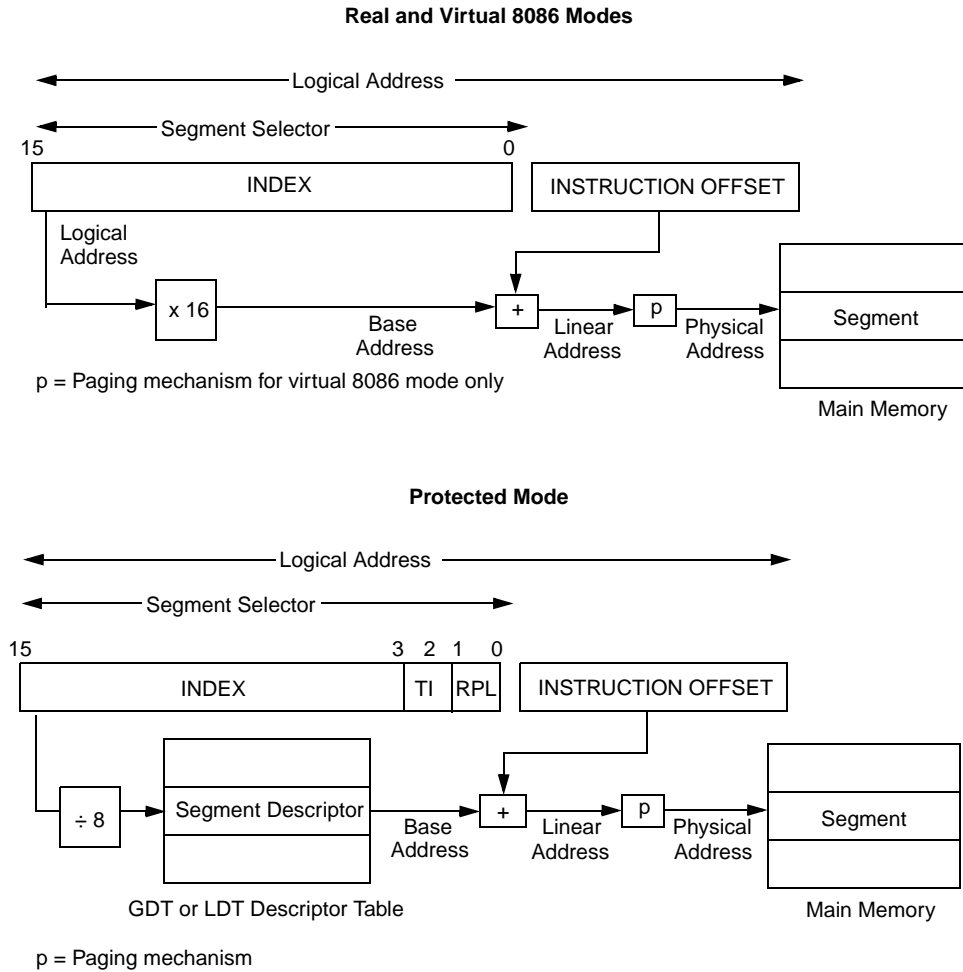 Real and Virtual 8086 Modes
Logical Address
Segment Selector
15 0
INDEX INSTRUCTION OFFSET
Logical
Address
x 16
+
p
Segment
Base
Address
Linear
Address
Physical
Address
p = Paging mechanism for virtual 8086 mode only
Main Memory
Protected Mode
Logical Address
Segment Selector
15 3 2 1 0
INDEX TI RPL INSTRUCTION OFFSET
÷ 8
Segment Descriptor
+
p
Segment
Base
Address
Linear
Address
Physical
Address
GDT or LDT Descriptor Table
Main Memory
p = Paging mechanism